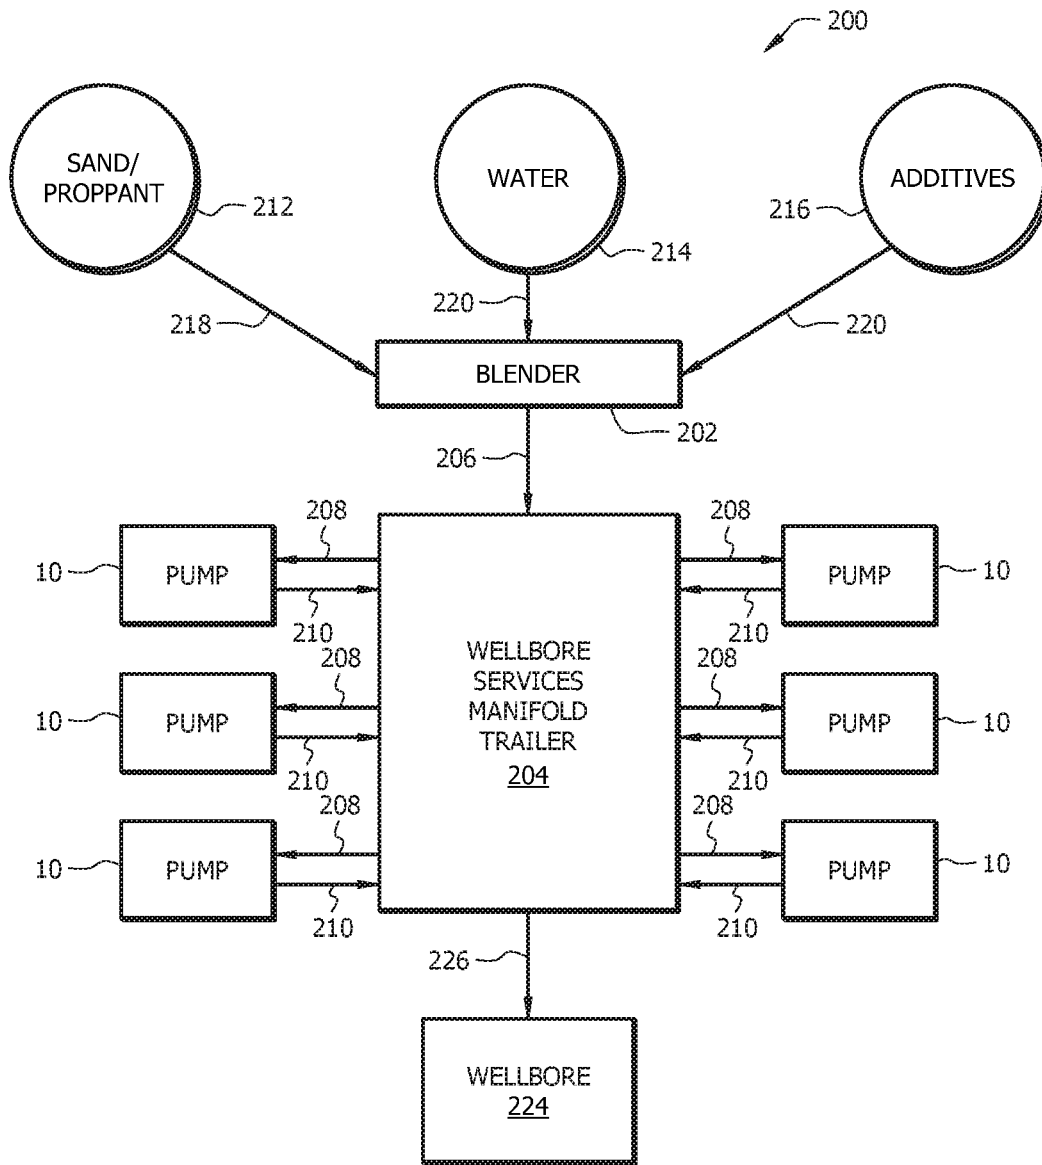 200
SAND/
PROPPANT
WATER
ADDITIVES
212
214
216
218
220
220
BLENDER
202
206
208
208
10
PUMP
PUMP
10
210
210
208
208
10
PUMP
PUMP
10
210
210
WELLBORE
SERVICES
MANIFOLD
TRAILER
204
208
208
10
PUMP
PUMP
10
210
210
226
WELLBORE
224